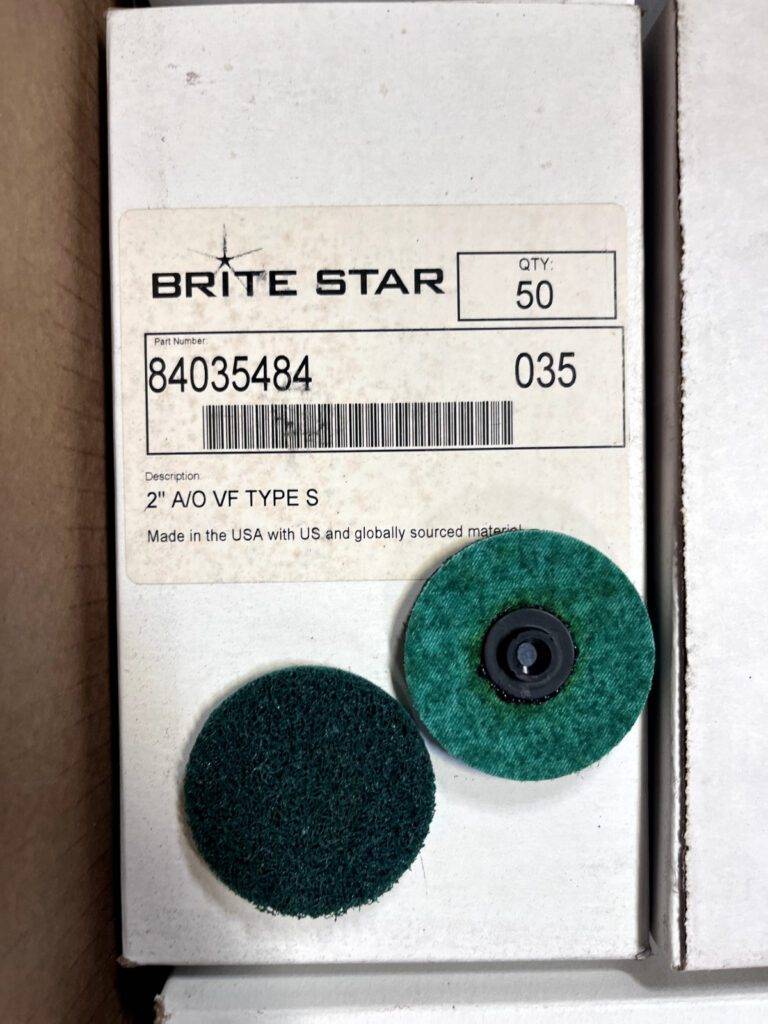 BRITE STAR
QTY:
50
Part Number:
84035484 035
Description:
2" A/O VF TYPE S
Made in the USA with US and globally sourced